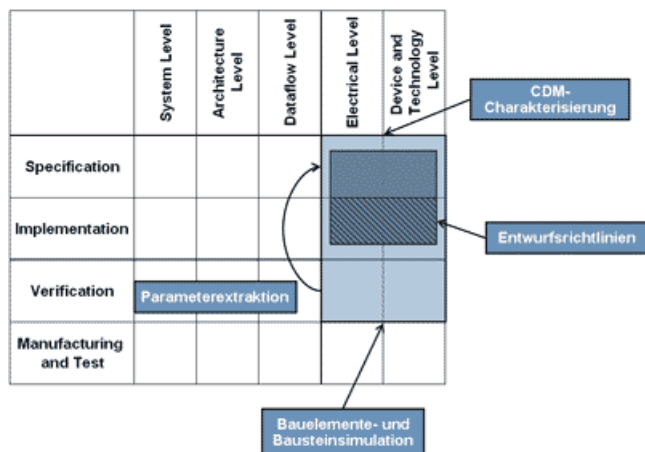 System Level
Architecture
Level
Dataflow Level
Electrical Level
Device and
Technology
Level
CDM-
Charakterisierung
Specification
Implementation
Entwurfsrichtlinien
Verification
Parameterextraktion
Manufacturing
and Test
Bauelemente- und
Bausteinsimulation